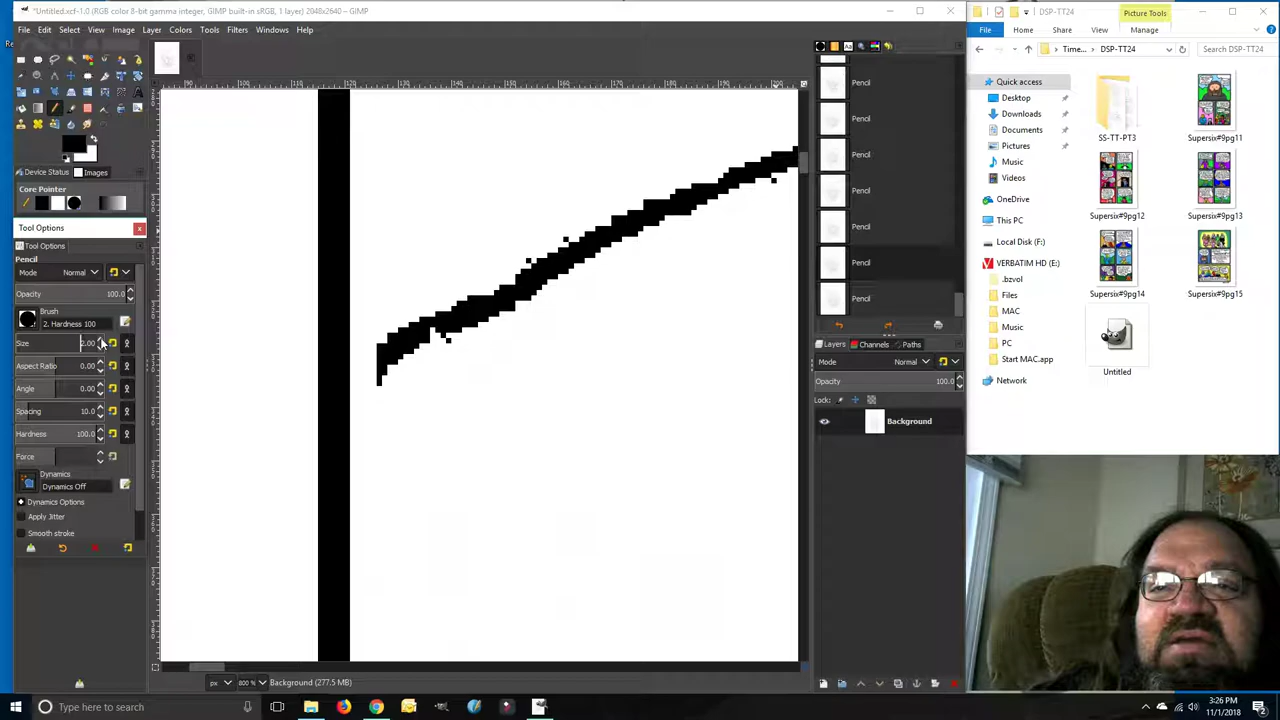 *Untitled.xcf-1.0 (RGB color 8-bit gamma integer, GIMP built-in sRGB, 1 layer) 2048x2640 – GIMP
File Edit Select View Image Layer Colors Tools Filters Windows Help
Device Status Images
Core Pointer
Tool Options
Tool Options
Pencil
Mode Normal
Opacity 100.0
Brush
2. Hardness 100
Size 2.00
Aspect Ratio 0.00
Angle 0.00
Spacing 10.0
Hardness 100.0
Force
Dynamics
Dynamics Off
Dynamics Options
Apply Jitter
Smooth stroke
px 800 % Background (277.5 MB)
Pencil
Pencil
Pencil
Pencil
Pencil
Pencil
Pencil
Layers Channels Paths
Mode Normal
Opacity 100.0
Lock:
Background
DSP-TT24
Picture Tools
File Home Share View Manage
Time... DSP-TT24 Search DSP-TT24
Quick access
Desktop
Downloads
Documents
Pictures
Music
Videos
OneDrive
This PC
Local Disk (F:)
VERBATIM HD (E:)
.bzvol
Files
MAC
Music
PC
Start MAC.app
Network
SS-TT-PT3
Supersix#9pg11
Supersix#9pg12
Supersix#9pg13
Supersix#9pg14
Supersix#9pg15
Untitled
Type here to search
3:26 PM
11/1/2018